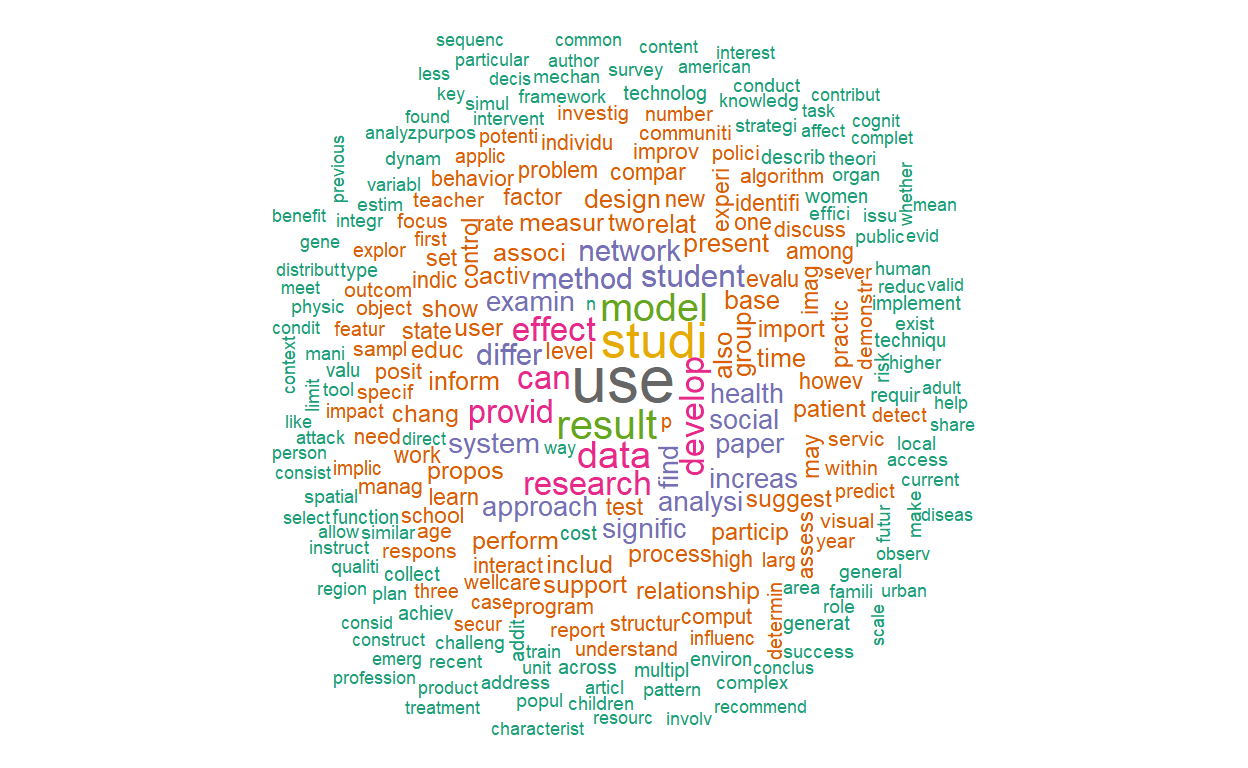 sequenc common content interest
particular author survey american
less decis mechan conduct
key simul framework technolog knowledg contribut
found intervent investig number task
analyz purpos potenti individu communiti strategi affect cognit
previous dynam applic improv polici describ theori complet
variabl behavior problem compar experi algorithm organ whether
benefit estim teacher factor design new identifi women mean
integr focus rate measur two relat one effici issu
gene explor first control associ network present discuss public evid
distribut type set activ method student evalu among imag sever human
meet indic outcom examin n model base demonstr reduc valid
physic object show effect studi group practic implement
condit featur state user differ level also import exist
context mani sampl educ can use develop time techniqu
valu posit inform health howev risk higher
limit tool specif provid result p social patient requir adult
like impact chang detect help
attack need direct system way data find paper may servic local share
person work access
consist implic propos research increas within current
spatial manag learn approach test analysi suggest predict
select function school signific particip assess visual futur make diseas
allow similar age cost year
instruct respons perform process high larg observ
qualiti collect interact includ general
region plan three wellcare support relationship area famili urban
achiev case program determin role scale
consid secur report structur comput generat
construct challeng addit understand influenc
emerg recent train environ success
profession unit across multipl conclus
product address articl pattern complex
treatment popul children recommend
resourc involv
characterist